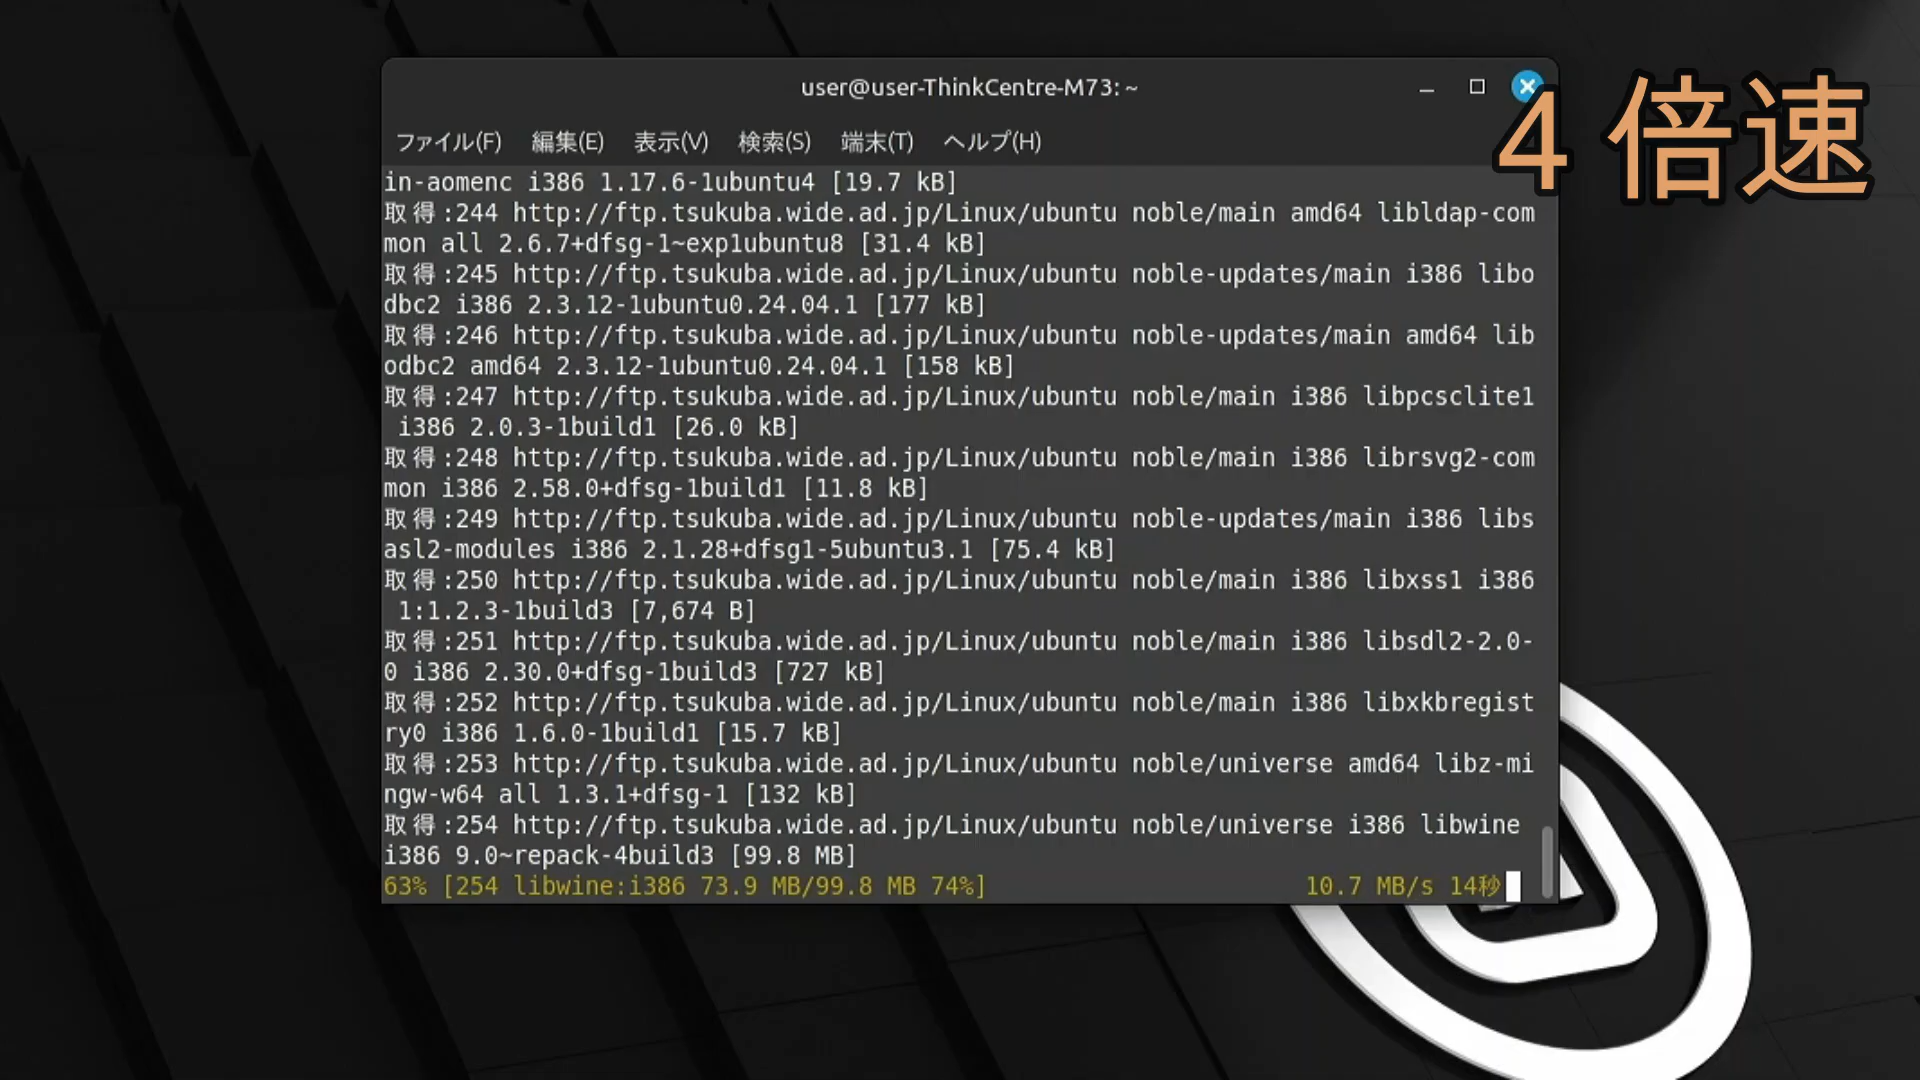 user@user-ThinkCentre-M73: ~
4 倍速
ファイル(F) 編集(E) 表示(V) 検索(S) 端末(T) ヘルプ(H)
in-aomenc i386 1.17.6-1ubuntu4 [19.7 kB]
取得:244 http://ftp.tsukuba.wide.ad.jp/Linux/ubuntu noble/main amd64 libldap-com
mon all 2.6.7+dfsg-1~exp1ubuntu8 [31.4 kB]
取得:245 http://ftp.tsukuba.wide.ad.jp/Linux/ubuntu noble-updates/main i386 libo
dbc2 i386 2.3.12-1ubuntu0.24.04.1 [177 kB]
取得:246 http://ftp.tsukuba.wide.ad.jp/Linux/ubuntu noble-updates/main amd64 lib
odbc2 amd64 2.3.12-1ubuntu0.24.04.1 [158 kB]
取得:247 http://ftp.tsukuba.wide.ad.jp/Linux/ubuntu noble/main i386 libpcsclite1
 i386 2.0.3-1build1 [26.0 kB]
取得:248 http://ftp.tsukuba.wide.ad.jp/Linux/ubuntu noble/main i386 librsvg2-com
mon i386 2.58.0+dfsg-1build1 [11.8 kB]
取得:249 http://ftp.tsukuba.wide.ad.jp/Linux/ubuntu noble-updates/main i386 libs
asl2-modules i386 2.1.28+dfsg1-5ubuntu3.1 [75.4 kB]
取得:250 http://ftp.tsukuba.wide.ad.jp/Linux/ubuntu noble/main i386 libxss1 i386
 1:1.2.3-1build3 [7,674 B]
取得:251 http://ftp.tsukuba.wide.ad.jp/Linux/ubuntu noble/main i386 libsdl2-2.0-
0 i386 2.30.0+dfsg-1build3 [727 kB]
取得:252 http://ftp.tsukuba.wide.ad.jp/Linux/ubuntu noble/main i386 libxkbregist
ry0 i386 1.6.0-1build1 [15.7 kB]
取得:253 http://ftp.tsukuba.wide.ad.jp/Linux/ubuntu noble/universe amd64 libz-mi
ngw-w64 all 1.3.1+dfsg-1 [132 kB]
取得:254 http://ftp.tsukuba.wide.ad.jp/Linux/ubuntu noble/universe i386 libwine
i386 9.0~repack-4build3 [99.8 MB]
63% [254 libwine:i386 73.9 MB/99.8 MB 74%] 10.7 MB/s 14秒